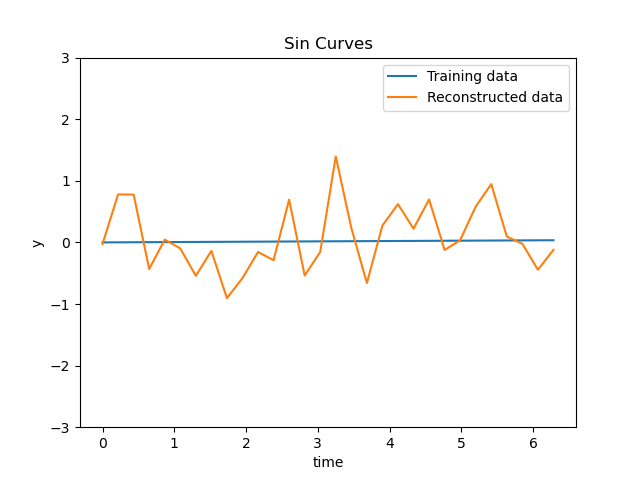 Sin Curves
Training data
Reconstructed data
3
2
1
0
−1
−2
−3
y
0 1 2 3 4 5 6
time